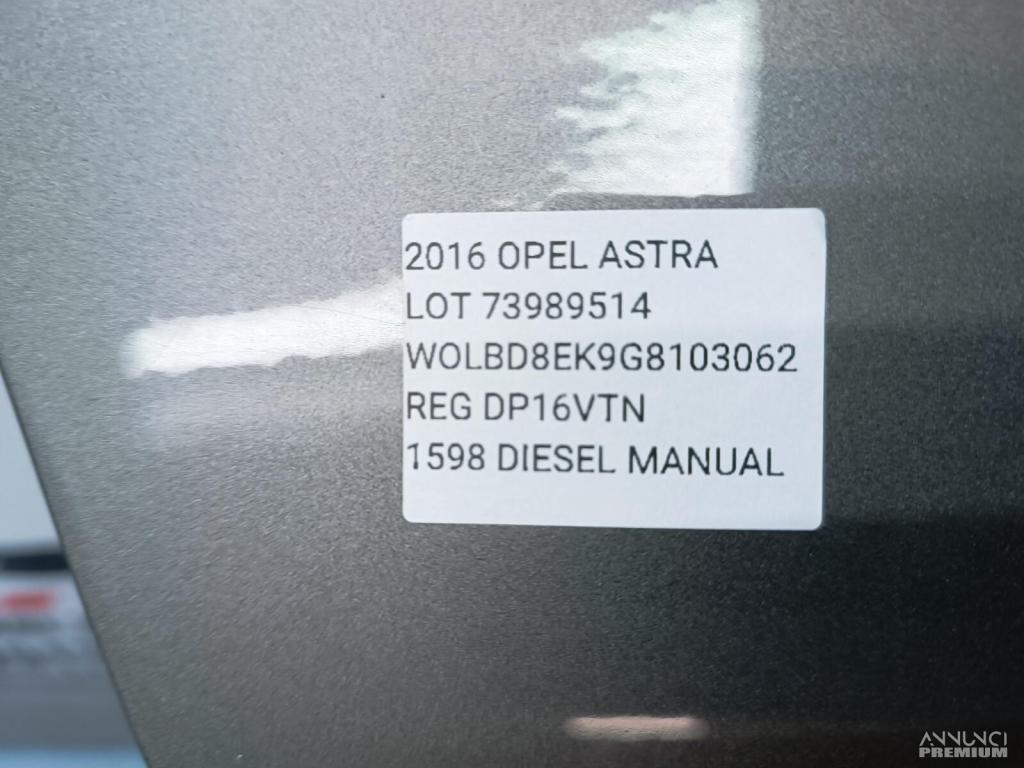 2016 OPEL ASTRA
LOT 73989514
WOLBD8EK9G8103062
REG DP16VTN
1598 DIESEL MANUAL
ANNUNCI
PREMIUM